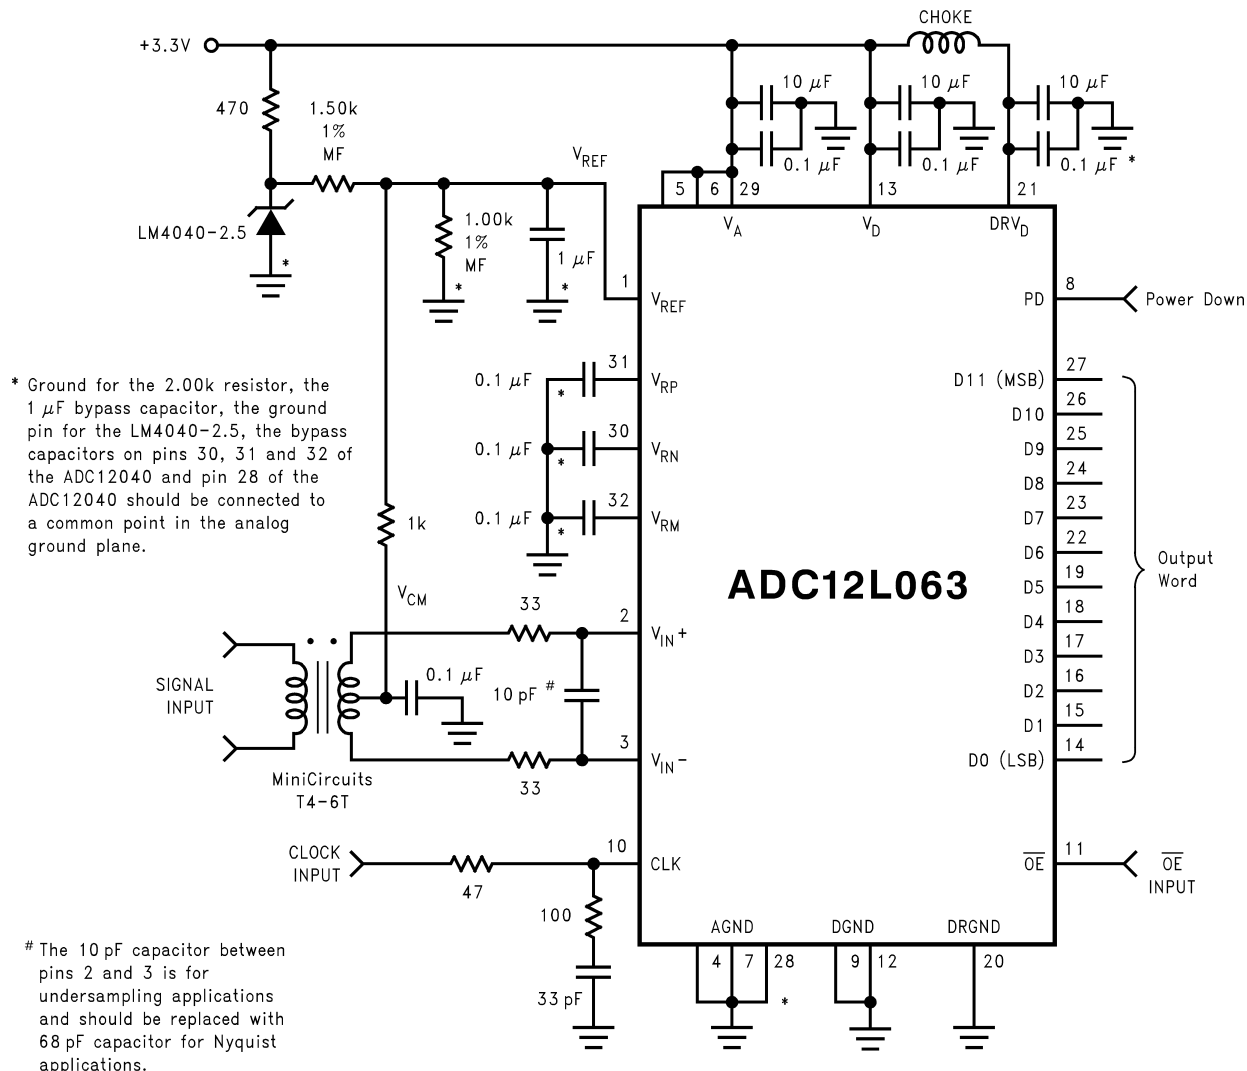 CHOKE
+3.3V
470
1.50k
1%
MF
VREF
10 μF
10 μF
10 μF
0.1 μF
0.1 μF
0.1 μF *
5
6
29
13
21
VA
VD
DRVD
LM4040-2.5
*
1.00k
1%
MF
*
1 μF
*
1
VREF
PD
8
Power Down
* Ground for the 2.00k resistor, the
1 μF bypass capacitor, the ground
pin for the LM4040-2.5, the bypass
capacitors on pins 30, 31 and 32 of
the ADC12040 and pin 28 of the
ADC12040 should be connected to
a common point in the analog
ground plane.
0.1 μF
*
31
VRP
0.1 μF
*
30
VRN
0.1 μF
*
32
VRM
D11 (MSB)
27
D10
26
D9
25
D8
24
D7
23
D6
22
D5
19
D4
18
D3
17
D2
16
D1
15
D0 (LSB)
14
Output
Word
ADC12L063
1k
VCM
33
2
VIN+
SIGNAL
INPUT
0.1 μF
10 pF #
3
VIN-
33
MiniCircuits
T4-6T
CLOCK
INPUT
47
10
CLK
100
33 pF
OE
11
OE
INPUT
AGND
DGND
DRGND
4
7
28
9
12
20
*
# The 10 pF capacitor between
pins 2 and 3 is for
undersampling applications
and should be replaced with
68 pF capacitor for Nyquist
applications.